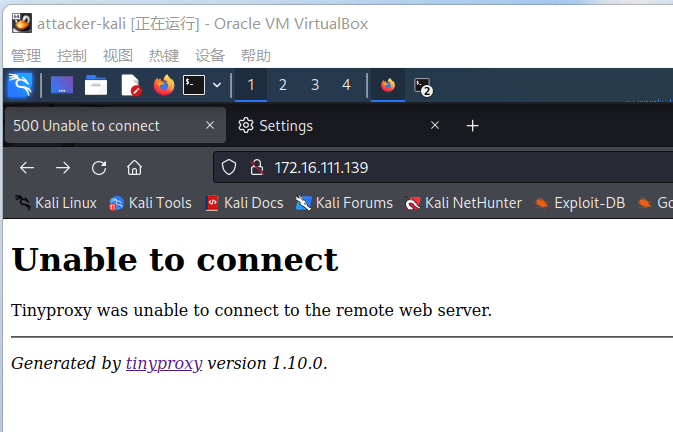 attacker-kali [正在运行] - Oracle VM VirtualBox
管理 控制 视图 热键 设备 帮助
1 2 3 4 2
500 Unable to connect Settings
172.16.111.139
Kali Linux Kali Tools Kali Docs Kali Forums Kali NetHunter Exploit-DB
Unable to connect
Tinyproxy was unable to connect to the remote web server.
Generated by tinyproxy version 1.10.0.